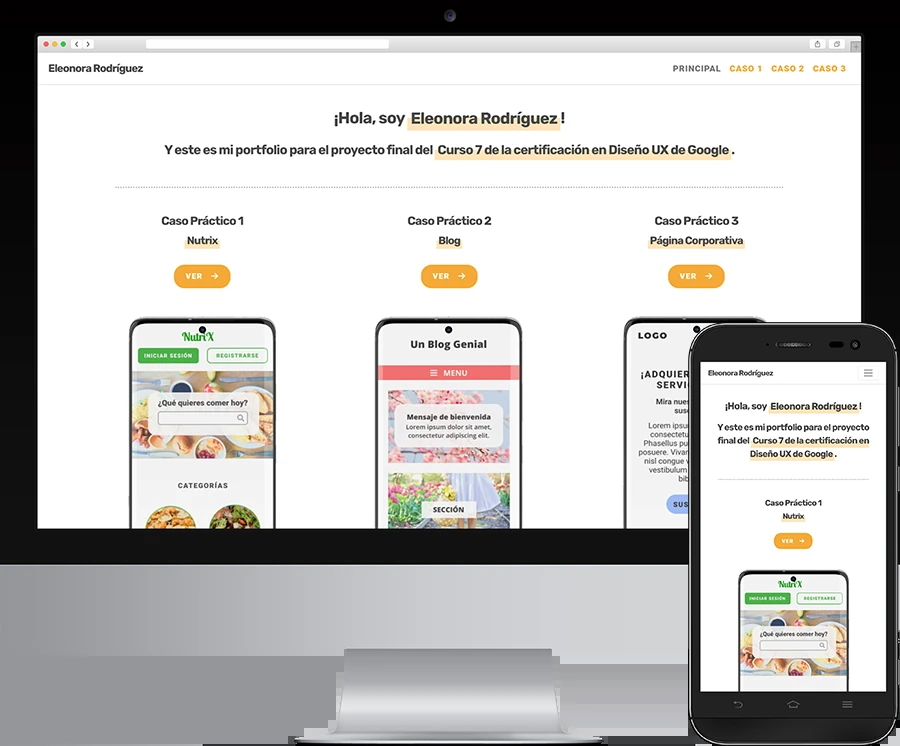 Eleonora Rodríguez
PRINCIPAL CASO 1 CASO 2 CASO 3
¡Hola, soy Eleonora Rodríguez !
Y este es mi portfolio para el proyecto final del Curso 7 de la certificación en Diseño UX de Google .
Caso Práctico 1
Nutrix
VER →
Caso Práctico 2
Blog
VER →
Caso Práctico 3
Página Corporativa
VER →
NutriX
INICIAR SESIÓN REGISTRARSE
¿Qué quieres comer hoy?
CATEGORÍAS
Un Blog Genial
MENU
Mensaje de bienvenida
Lorem ipsum dolor sit amet,
consectetur adipiscing elit.
SECCIÓN
LOGO
¡ADQUIER
SERVI
Mira nues
susc
Lorem ipsu
consectetu
Phasellus pu
posuere. Vivam
nisl congue v
vestibulum
bib
SUS
Eleonora Rodríguez
¡Hola, soy Eleonora Rodríguez !
Y este es mi portfolio para el proyecto
final del Curso 7 de la certificación en
Diseño UX de Google .
Caso Práctico 1
Nutrix
VER →
NutriX
INICIAR SESIÓN REGISTRARSE
¿Qué quieres comer hoy?